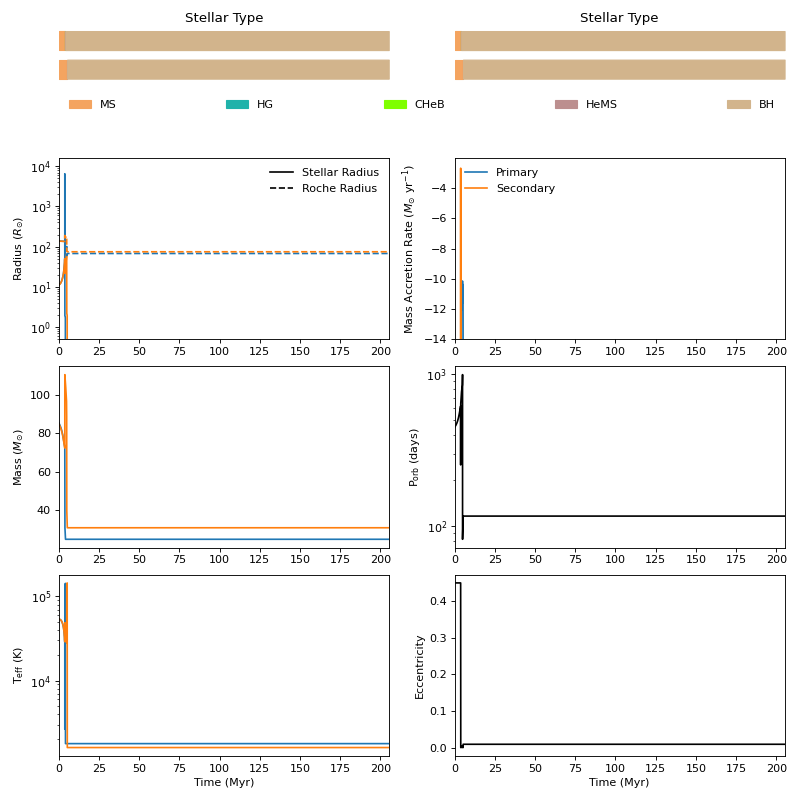 Stellar Type
Stellar Type
MS
HG
CHeB
HeMS
BH
10⁴
10³
10²
10¹
10⁰
Radius (R⊙)
Stellar Radius
Roche Radius
0 25 50 75 100 125 150 175 200
−4
−6
−8
−10
−12
−14
Mass Accretion Rate (M⊙ yr⁻¹)
Primary
Secondary
0 25 50 75 100 125 150 175 200
100
80
60
40
Mass (M⊙)
0 25 50 75 100 125 150 175 200
10³
10²
P_orb (days)
0 25 50 75 100 125 150 175 200
10⁵
10⁴
T_eff (K)
0 25 50 75 100 125 150 175 200
Time (Myr)
0.4
0.3
0.2
0.1
0.0
Eccentricity
0 25 50 75 100 125 150 175 200
Time (Myr)